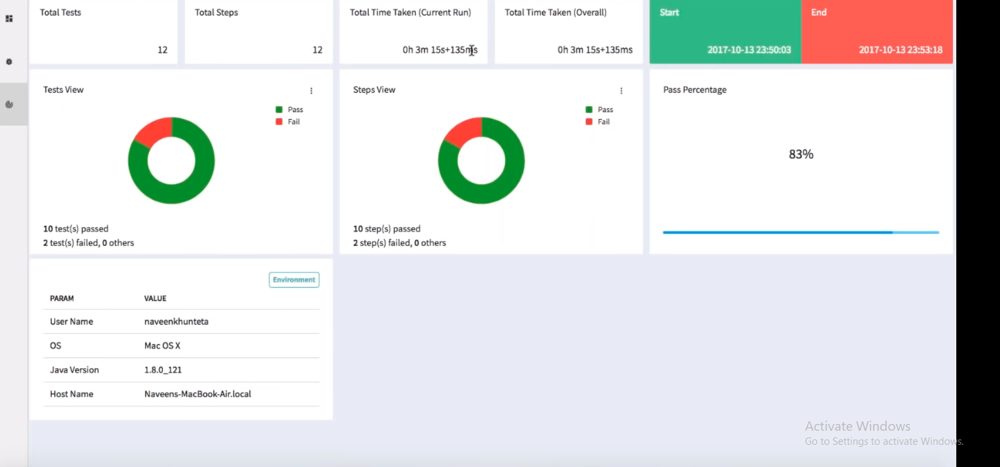 Total Tests
12
Total Steps
12
Total Time Taken (Current Run)
0h 3m 15s+135ms
Total Time Taken (Overall)
0h 3m 15s+135ms
Start
2017-10-13 23:50:03
End
2017-10-13 23:53:18
Tests View
Pass
Fail
10 test(s) passed
2 test(s) failed, 0 others
Steps View
Pass
Fail
10 step(s) passed
2 step(s) failed, 0 others
Pass Percentage
83%
Environment
PARAM VALUE
User Name naveenkhunteta
OS Mac OS X
Java Version 1.8.0_121
Host Name Naveens-MacBook-Air.local
Activate Windows
Go to Settings to activate Windows.